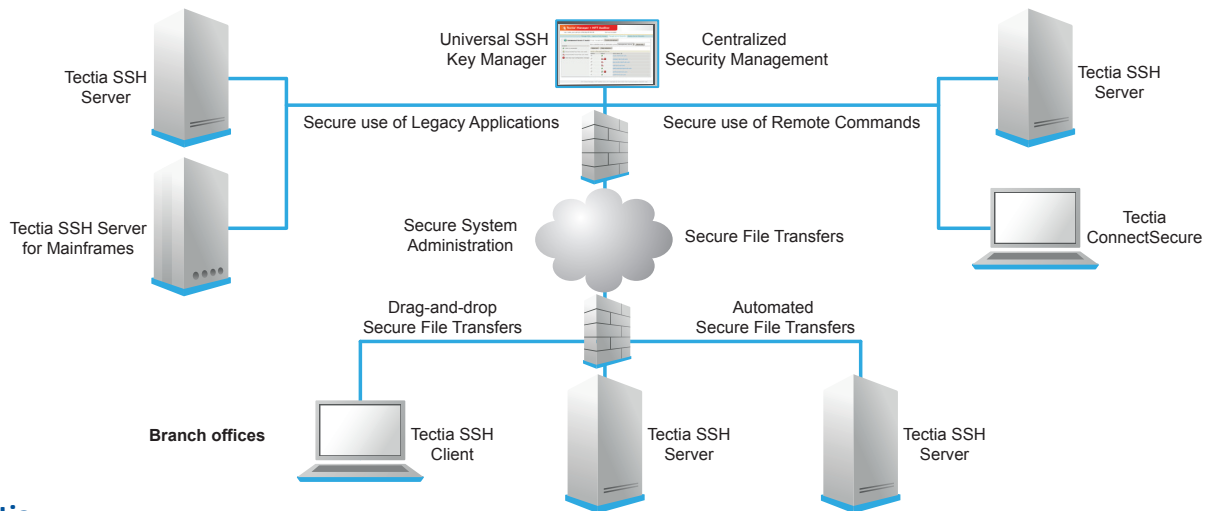 Universal SSH
Key Manager
Centralized
Security Management
Tectia SSH
Server
Tectia SSH
Server
Secure use of Legacy Applications
Secure use of Remote Commands
Tectia SSH Server
for Mainframes
Secure System
Administration
Secure File Transfers
Tectia
ConnectSecure
Drag-and-drop
Secure File Transfers
Automated
Secure File Transfers
Branch offices
Tectia SSH
Client
Tectia SSH
Server
Tectia SSH
Server